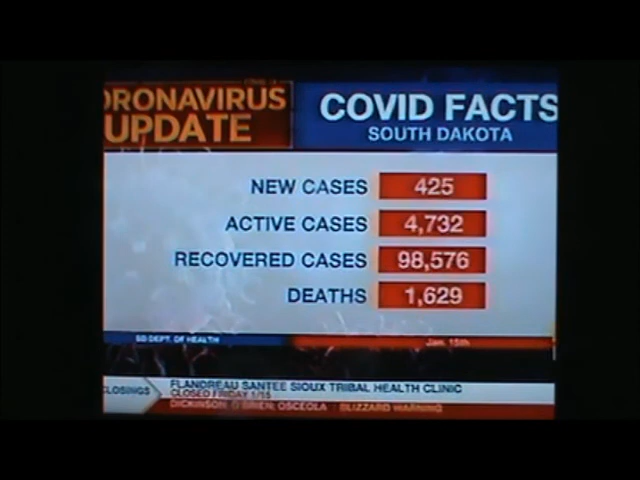 ORONAVIRUS
UPDATE
COVID FACTS
SOUTH DAKOTA
NEW CASES 425
ACTIVE CASES 4,732
RECOVERED CASES 98,576
DEATHS 1,629
SD DEPT. OF HEALTH
Jan. 15th
CLOSINGS
FLANDREAU SANTEE SIOUX TRIBAL HEALTH CLINIC
CLOSED FRIDAY 1/15
DICKINSON; O'BRIEN; OSCEOLA : BLIZZARD WARNING